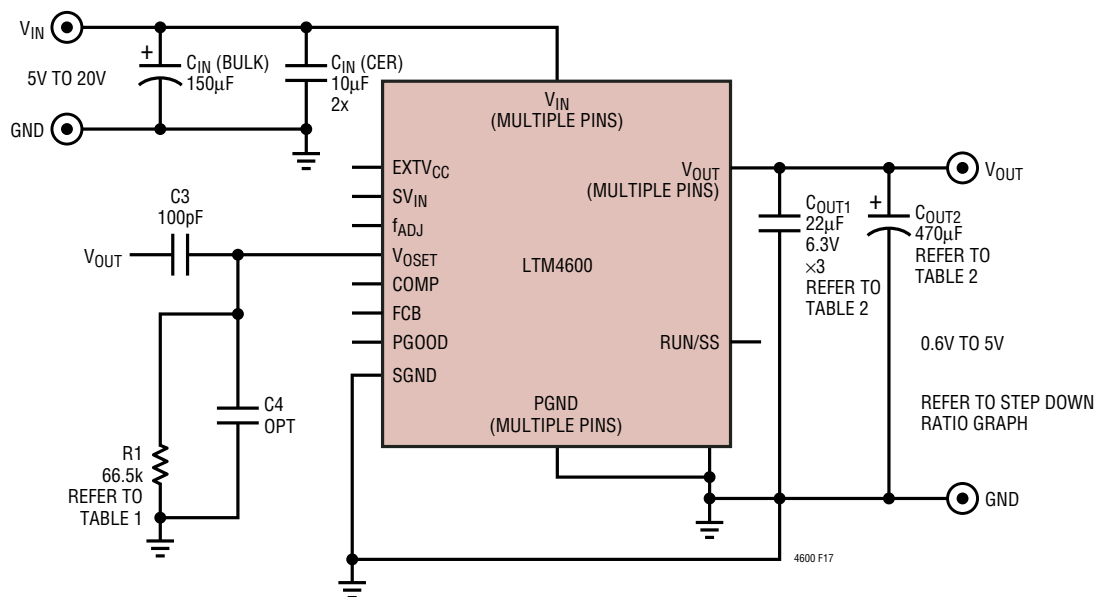 VIN
5V TO 20V
GND
+
CIN (BULK)
150µF
CIN (CER)
10µF
2x
VIN
(MULTIPLE PINS)
EXTVCC
SVIN
fADJ
VOSET
COMP
FCB
PGOOD
SGND
LTM4600
VOUT
(MULTIPLE PINS)
RUN/SS
PGND
(MULTIPLE PINS)
C3
100pF
VOUT
C4
OPT
R1
66.5k
REFER TO
TABLE 1
VOUT
COUT1
22µF
6.3V
×3
REFER TO
TABLE 2
+
COUT2
470µF
REFER TO
TABLE 2
0.6V TO 5V
REFER TO STEP DOWN
RATIO GRAPH
GND
4600 F17